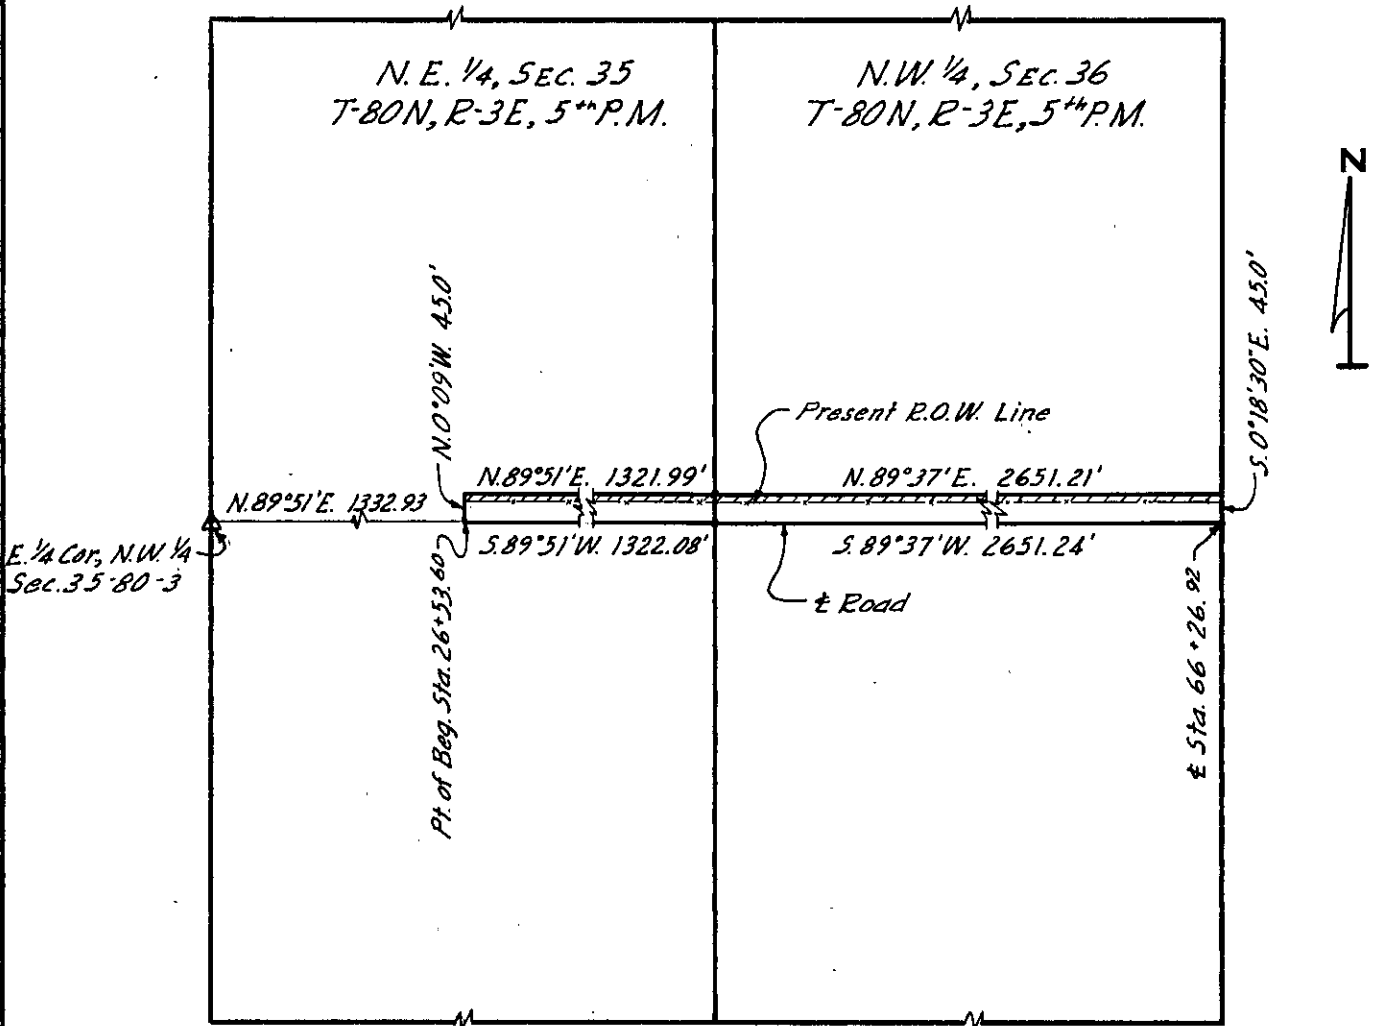 N.E. 1/4, SEC. 35
T-80N, R-3E, 5th P.M.
N.W. 1/4, SEC. 36
T-80N, R-3E, 5th P.M.
N
N.0°09'W. 45.0'
S.0°18'30"E. 45.0'
Present R.O.W. Line
N.89°51'E. 1332.93
N.89°51'E. 1321.99'
N.89°37'E. 2651.21'
E. 1/4 Cor, N.W. 1/4
Sec. 35-80-3
S.89°51'W. 1322.08'
S.89°37'W. 2651.24'
℄ Road
Pt. of Beg. Sta. 26+53.60
℄ Sta. 66+26.92